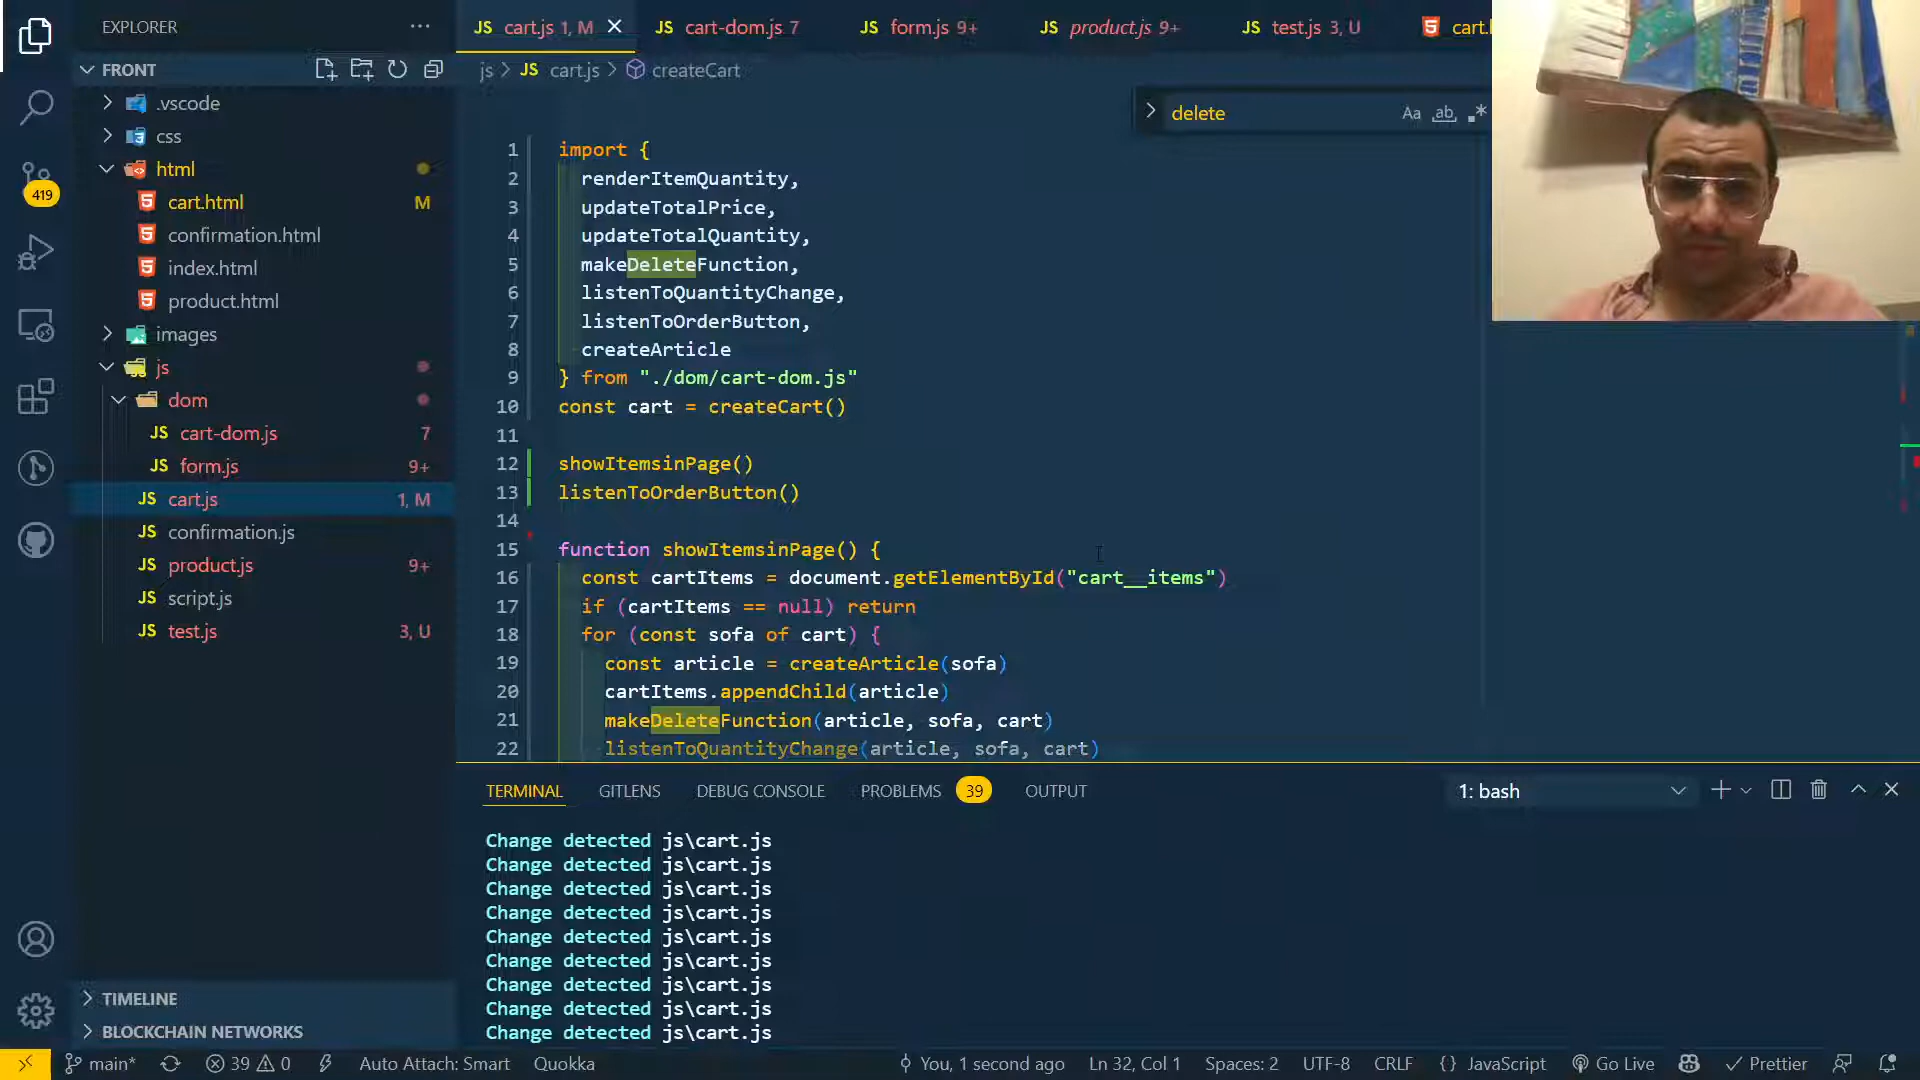 EXPLORER
FRONT
.vscode
css
html
cart.html M
confirmation.html
index.html
product.html
images
js
dom
JS cart-dom.js 7
JS form.js 9+
JS cart.js 1, M
JS confirmation.js
JS product.js 9+
JS script.js
JS test.js 3, U
TIMELINE
BLOCKCHAIN NETWORKS
419
JS cart.js 1, M JS cart-dom.js 7 JS form.js 9+ JS product.js 9+ JS test.js 3, U
js > JS cart.js > createCart
delete Aa ab
1 import {
2 renderItemQuantity,
3 updateTotalPrice,
4 updateTotalQuantity,
5 makeDeleteFunction,
6 listenToQuantityChange,
7 listenToOrderButton,
8 createArticle
9 } from "./dom/cart-dom.js"
10 const cart = createCart()
11
12 showItemsinPage()
13 listenToOrderButton()
14
15 function showItemsinPage() {
16 const cartItems = document.getElementById("cart__items")
17 if (cartItems == null) return
18 for (const sofa of cart) {
19 const article = createArticle(sofa)
20 cartItems.appendChild(article)
21 makeDeleteFunction(article, sofa, cart)
22 listenToQuantityChange(article, sofa, cart)
TERMINAL GITLENS DEBUG CONSOLE PROBLEMS 39 OUTPUT 1: bash
Change detected js\cart.js
Change detected js\cart.js
Change detected js\cart.js
Change detected js\cart.js
Change detected js\cart.js
Change detected js\cart.js
Change detected js\cart.js
Change detected js\cart.js
Change detected js\cart.js
main* 39 0 Auto Attach: Smart Quokka You, 1 second ago Ln 32, Col 1 Spaces: 2 UTF-8 CRLF {} JavaScript Go Live Prettier